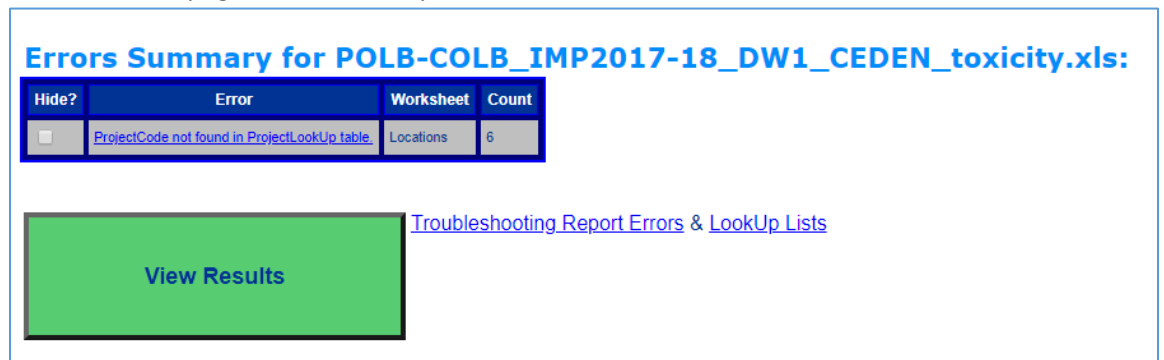 Errors Summary for POLB-COLB_IMP2017-18_DW1_CEDEN_toxicity.xls:
Hide? Error Worksheet Count
ProjectCode not found in ProjectLookUp table. Locations 6
Troubleshooting Report Errors & LookUp Lists
View Results